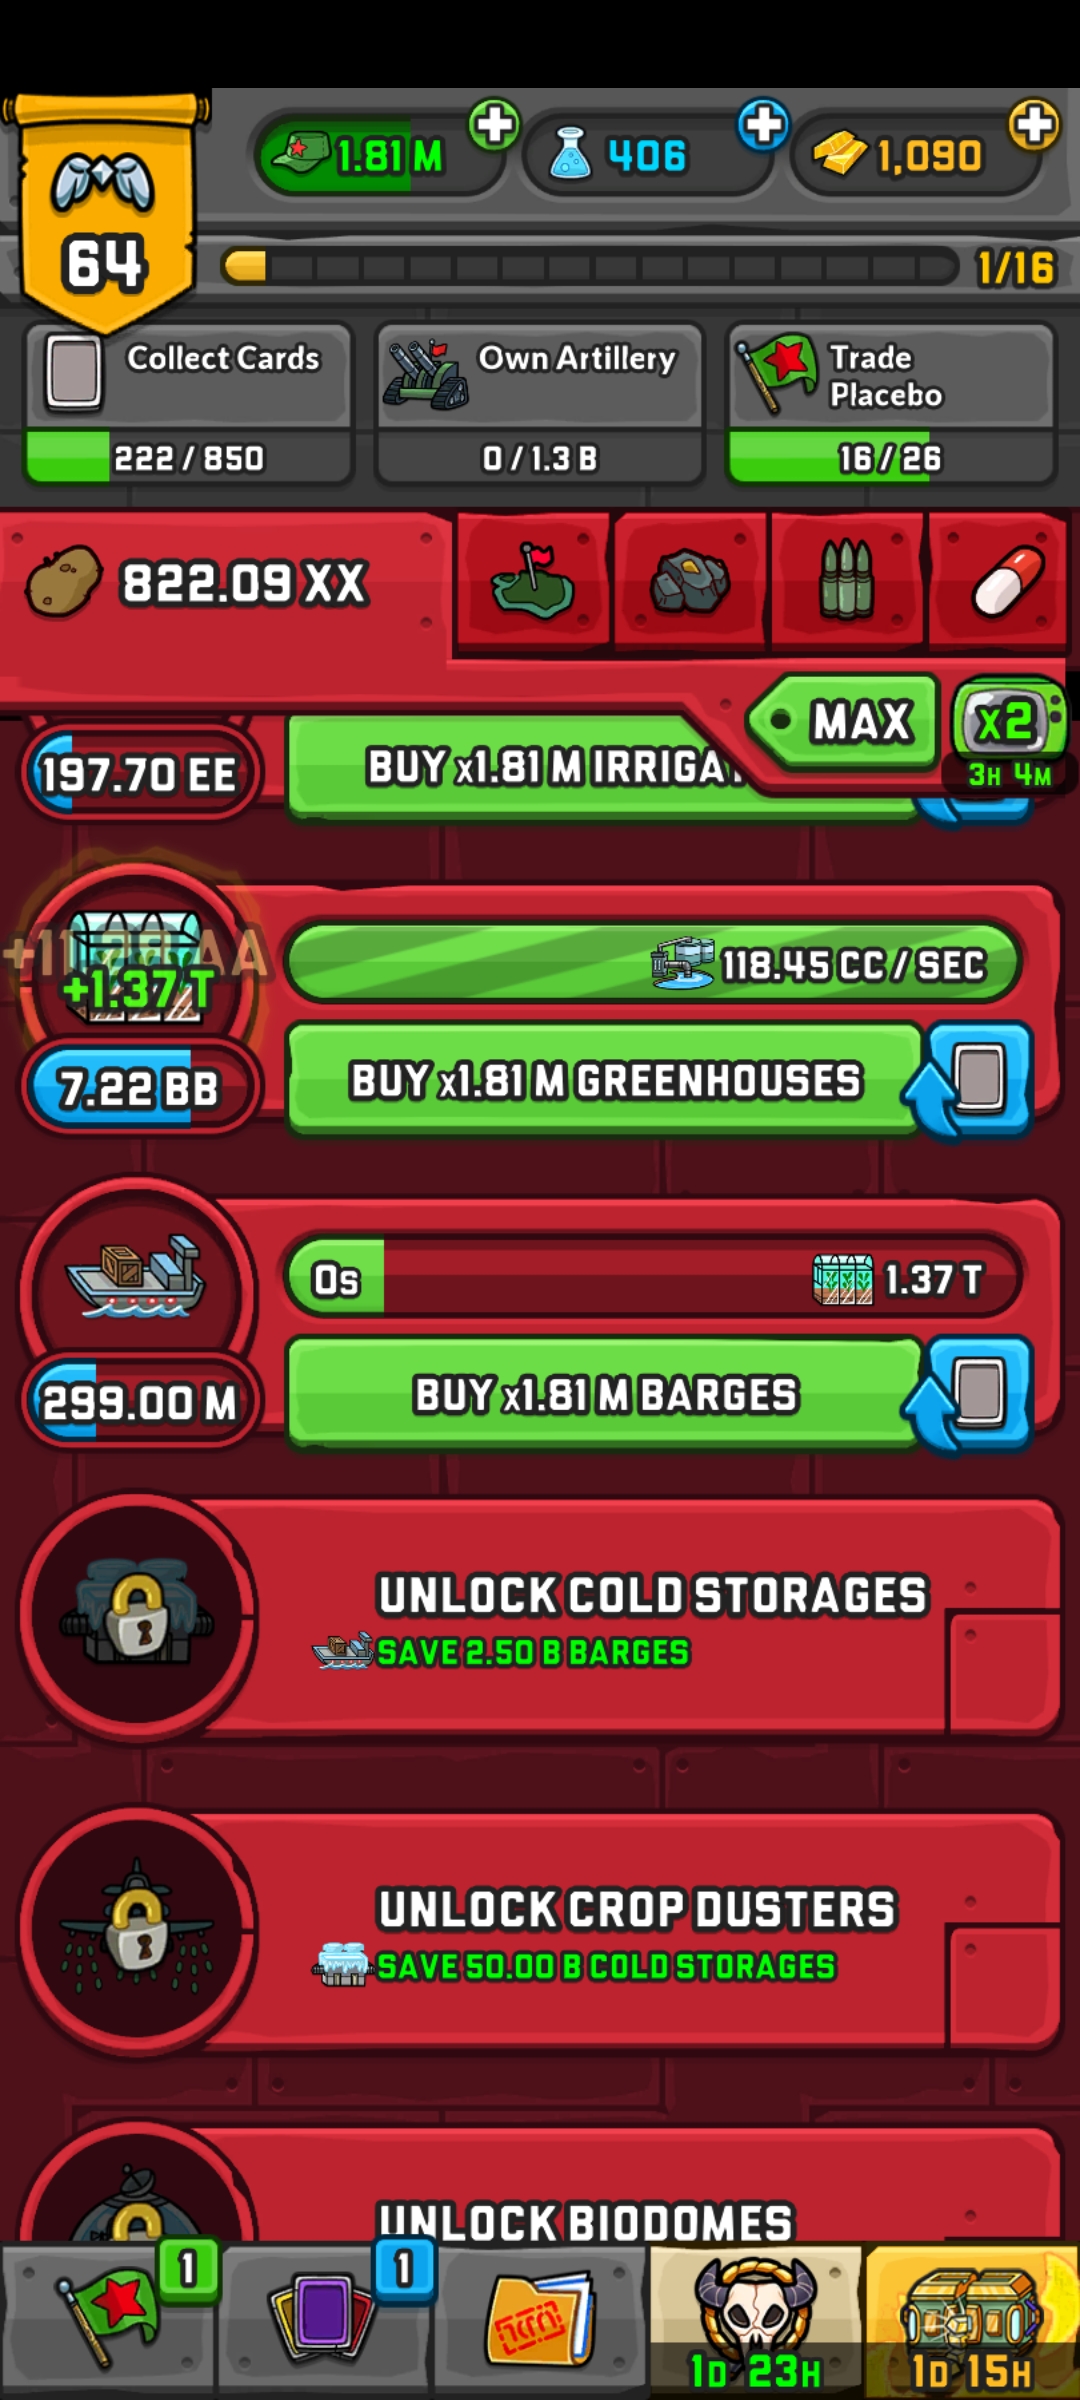 1.81 M
406
1,090
64
1/16
Collect Cards
222 / 850
Own Artillery
0 / 1.3 B
Trade
Placebo
16 / 26
822.09 XX
MAX
x2
3H 4M
197.70 EE
BUY x1.81 M IRRIGA
+1.37 T
118.45 CC / SEC
7.22 BB
BUY x1.81 M GREENHOUSES
0s
1.37 T
299.00 M
BUY x1.81 M BARGES
UNLOCK COLD STORAGES
SAVE 2.50 B BARGES
UNLOCK CROP DUSTERS
SAVE 50.00 B COLD STORAGES
UNLOCK BIODOMES
1
1
1D 23H
1D 15H